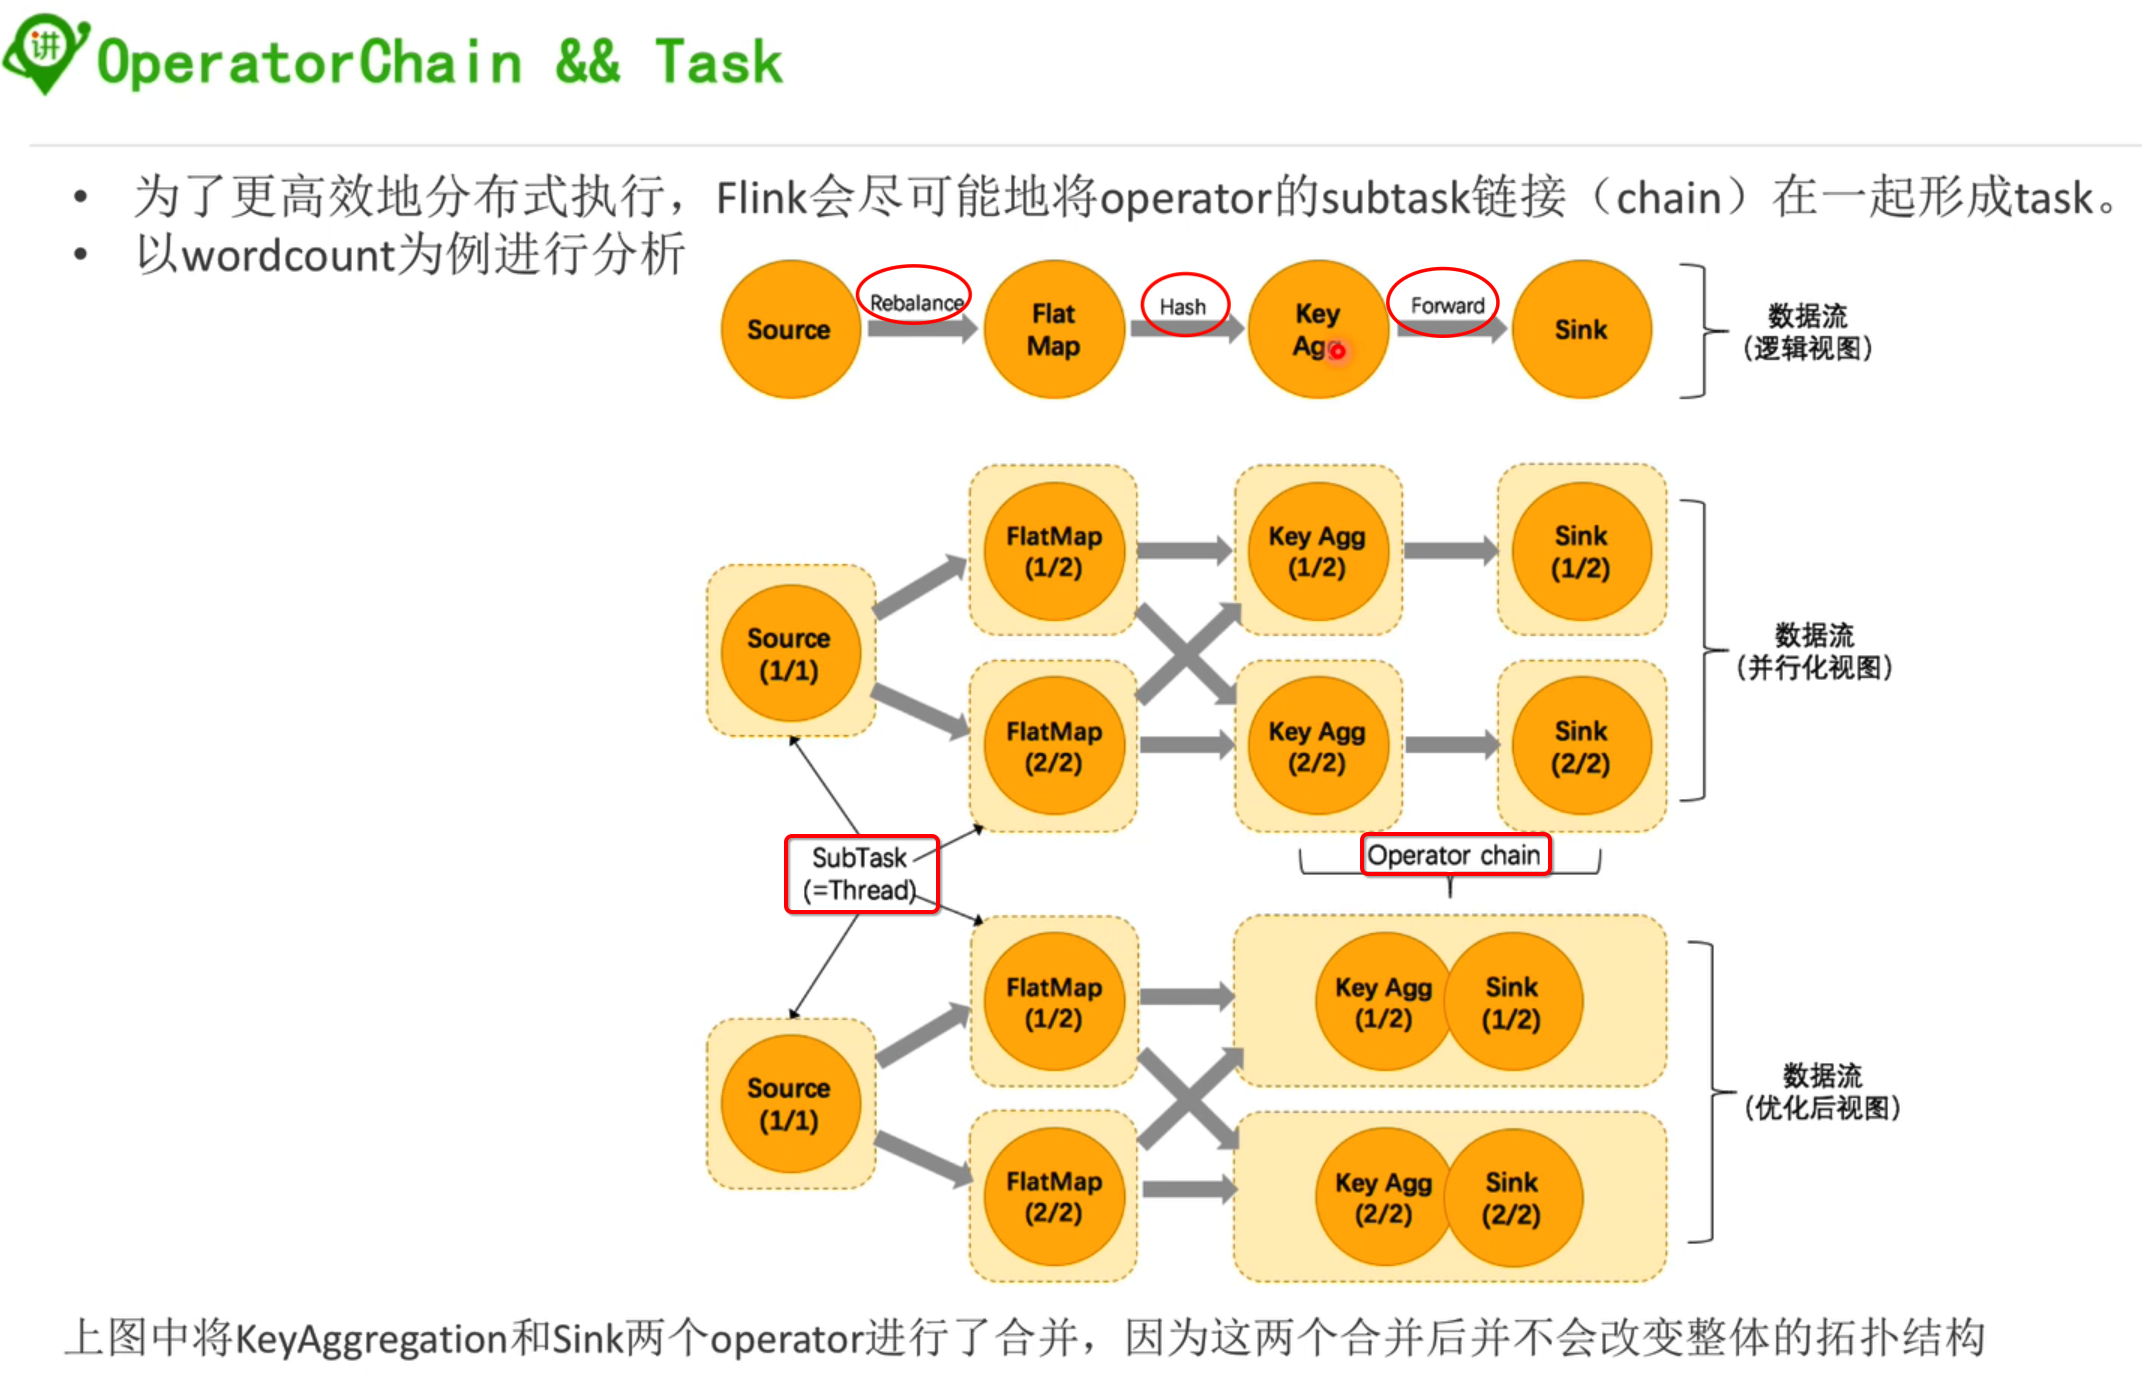 讲
OperatorChain && Task
• 为了更高效地分布式执行，Flink会尽可能地将operator的subtask链接（chain）在一起形成task。
• 以wordcount为例进行分析
Source
Rebalance
Flat
Map
Hash
Key
Agg
Forward
Sink
数据流
(逻辑视图)
Source
(1/1)
FlatMap
(1/2)
Key Agg
(1/2)
Sink
(1/2)
FlatMap
(2/2)
Key Agg
(2/2)
Sink
(2/2)
数据流
(并行化视图)
SubTask
(=Thread)
Operator chain
Source
(1/1)
FlatMap
(1/2)
Key Agg
(1/2)
Sink
(1/2)
FlatMap
(2/2)
Key Agg
(2/2)
Sink
(2/2)
数据流
(优化后视图)
上图中将KeyAggregation和Sink两个operator进行了合并，因为这两个合并后并不会改变整体的拓扑结构